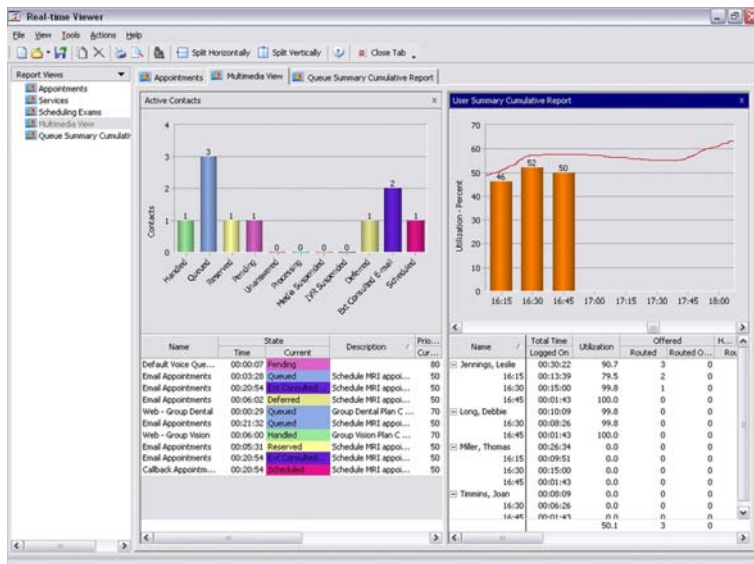 Real-time Viewer
File View Tools Actions Help
Split Horizontally Split Vertically Close Tab
Report Views
Appointments
Services
Scheduling Exams
Multimedia View
Queue Summary Cumulati
Appointments Multimedia View Queue Summary Cumulative Report
Active Contacts x
4
3
2
1
0
Contacts
1 3 1 1 0 0 0 0 1 2 1
Handled Queued Reserved Pending Unanswered Processing Media Suspended IVR Suspended Deferred Ext Consulted E-mail Scheduled
Name State Description / Prio...
Time Current Cur...
Default Voice Que... 00:00:07 Pending 80
Email Appointments 00:03:28 Queued Schedule MRI appoi... 50
Email Appointments 00:20:54 Ext Consulted... Schedule MRI appoi... 50
Email Appointments 00:06:02 Deferred Schedule MRI appoi... 50
Web - Group Dental 00:00:29 Queued Group Dental Plan C ... 70
Email Appointments 00:21:32 Queued Schedule MRI appoi... 50
Web - Group Vision 00:06:00 Handled Group Vision Plan C ... 70
Email Appointments 00:05:31 Reserved Schedule MRI appoi... 50
Email Appointments 00:20:54 Ext Consulted... Schedule MRI appoi... 50
Callback Appointm... 00:20:54 Scheduled Schedule MRI appoi... 50
User Summary Cumulative Report x
70
60
50
40
30
20
10
0
Utilization - Percent
46 52 50
16:15 16:30 16:45 17:00 17:15 17:30 17:45 18:00
Name / Total Time Utilization Offered H...
Logged On Routed Routed O... Rou
Jennings, Leslie 00:30:22 90.7 3 0
16:15 00:13:39 79.5 2 0
16:30 00:15:00 99.8 1 0
16:45 00:01:43 100.0 0 0
Long, Debbie 00:10:09 99.8 0 0
16:30 00:08:26 99.8 0 0
16:45 00:01:43 100.0 0 0
Miller, Thomas 00:26:34 0.0 0 0
16:15 00:09:51 0.0 0 0
16:30 00:15:00 0.0 0 0
16:45 00:01:43 0.0 0 0
Timmins, Joan 00:08:09 0.0 0 0
16:30 00:06:26 0.0 0 0
16:45 00:01:43 0.0 0 0
50.1 3 0